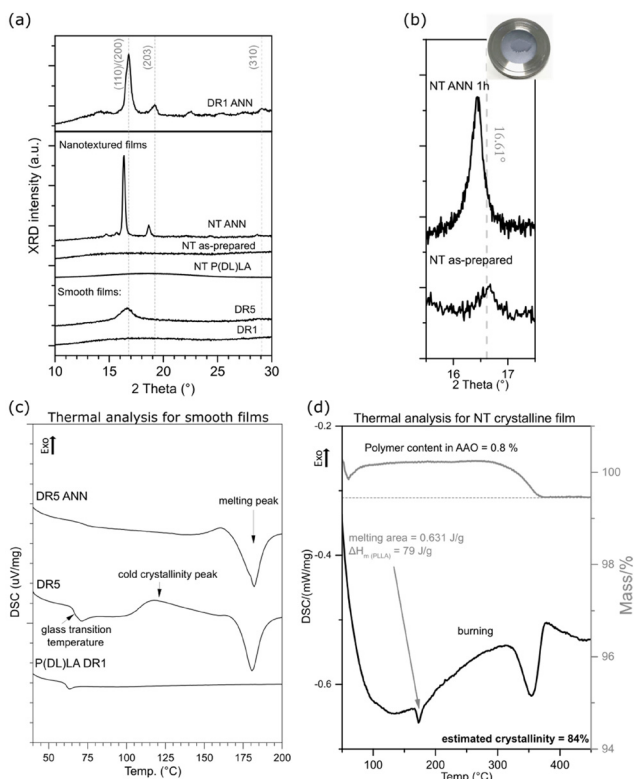 (a)
(110)/(200)
(203)
(310)
DR1 ANN
Nanotextured films
NT ANN
NT as-prepared
NT P(DL)LA
Smooth films:
DR5
DR1
XRD intensity (a.u.)
10 15 20 25 30
2 Theta (°)
(b)
NT ANN 1h
16.61°
NT as-prepared
16 17
2 Theta (°)
(c) Thermal analysis for smooth films
Exo
DR5 ANN
melting peak
cold crystallinity peak
DR5
glass transition
temperature
P(DL)LA DR1
DSC (uV/mg)
50 75 100 125 150 175 200
Temp. (°C)
(d) Thermal analysis for NT crystalline film
Exo
Polymer content in AAO = 0.8 %
melting area = 0.631 J/g
ΔHm (PLLA) = 79 J/g
burning
estimated crystallinity = 84%
-0.2
-0.4
-0.6
DSC/(mW/mg)
100
98
96
94
92
90
Mass/%
50 100 200 300 400
Temp (°C)